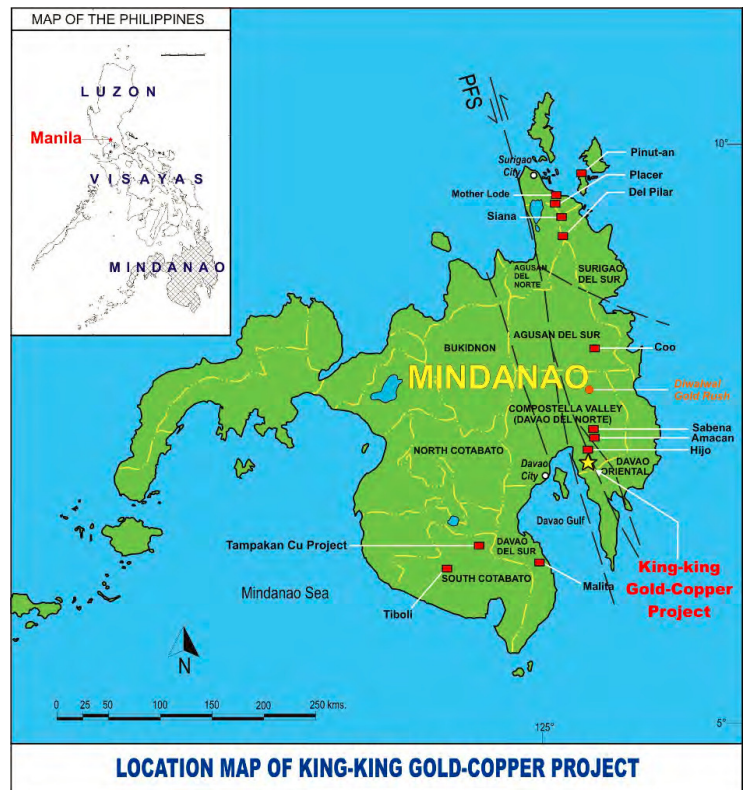 MAP OF THE PHILIPPINES
LUZON
Manila
VISAYAS
MINDANAO
PFS
10°
Surigao
City
Pinut-an
Placer
Mother Lode
Del Pilar
Siana
AGUSAN
DEL
NORTE
SURIGAO
DEL SUR
AGUSAN DEL SUR
Coo
BUKIDNON
MINDANAO
Diwalwal
Gold Rush
COMPOSTELLA VALLEY
(DAVAO DEL NORTE)
Sabena
Amacan
Hijo
NORTH COTABATO
Davao
City
DAVAO
ORIENTAL
Davao Gulf
Tampakan Cu Project
DAVAO
DEL SUR
King-king
Gold-Copper
Project
SOUTH COTABATO
Malita
Mindanao Sea
Tiboli
N
0 25 50 100 150 200 250 kms.
125°
5°
LOCATION MAP OF KING-KING GOLD-COPPER PROJECT